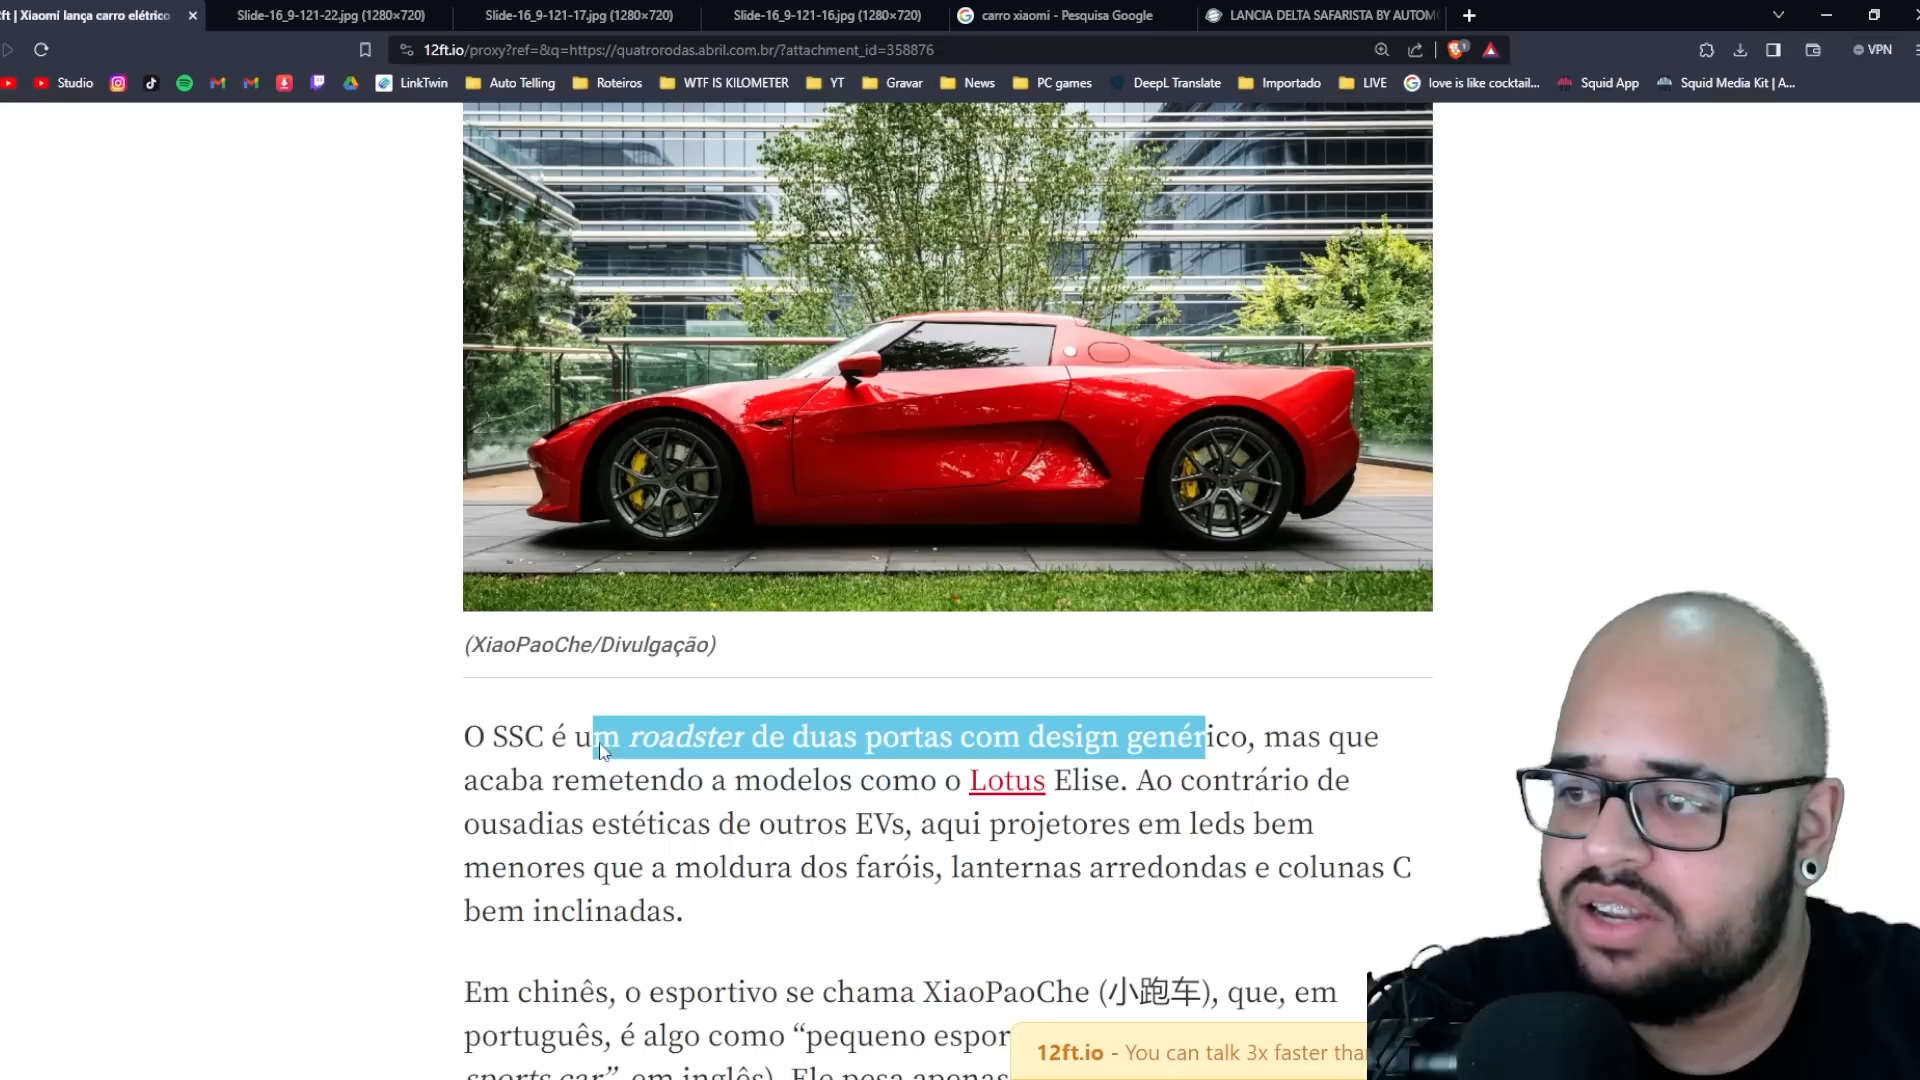 ft | Xiaomi lança carro elétrico
Slide-16_9-121-22.jpg (1280×720)
Slide-16_9-121-17.jpg (1280×720)
Slide-16_9-121-16.jpg (1280×720)
carro xiaomi - Pesquisa Google
LANCIA DELTA SAFARISTA BY AUTOM
12ft.io/proxy?ref=&q=https://quatrorodas.abril.com.br/?attachment_id=358876
1
VPN
Studio
LinkTwin
Auto Telling
Roteiros
WTF IS KILOMETER
YT
Gravar
News
PC games
DeepL Translate
Importado
LIVE
love is like cocktail...
Squid App
Squid Media Kit | A...
(XiaoPaoChe/Divulgação)
O SSC é um roadster de duas portas com design genérico, mas que
acaba remetendo a modelos como o Lotus Elise. Ao contrário de
ousadias estéticas de outros EVs, aqui projetores em leds bem
menores que a moldura dos faróis, lanternas arredondas e colunas C
bem inclinadas.
Em chinês, o esportivo se chama XiaoPaoChe (小跑车), que, em
português, é algo como “pequeno espor
sports car”, em inglês). Ele pesa apenas
12ft.io - You can talk 3x faster tha